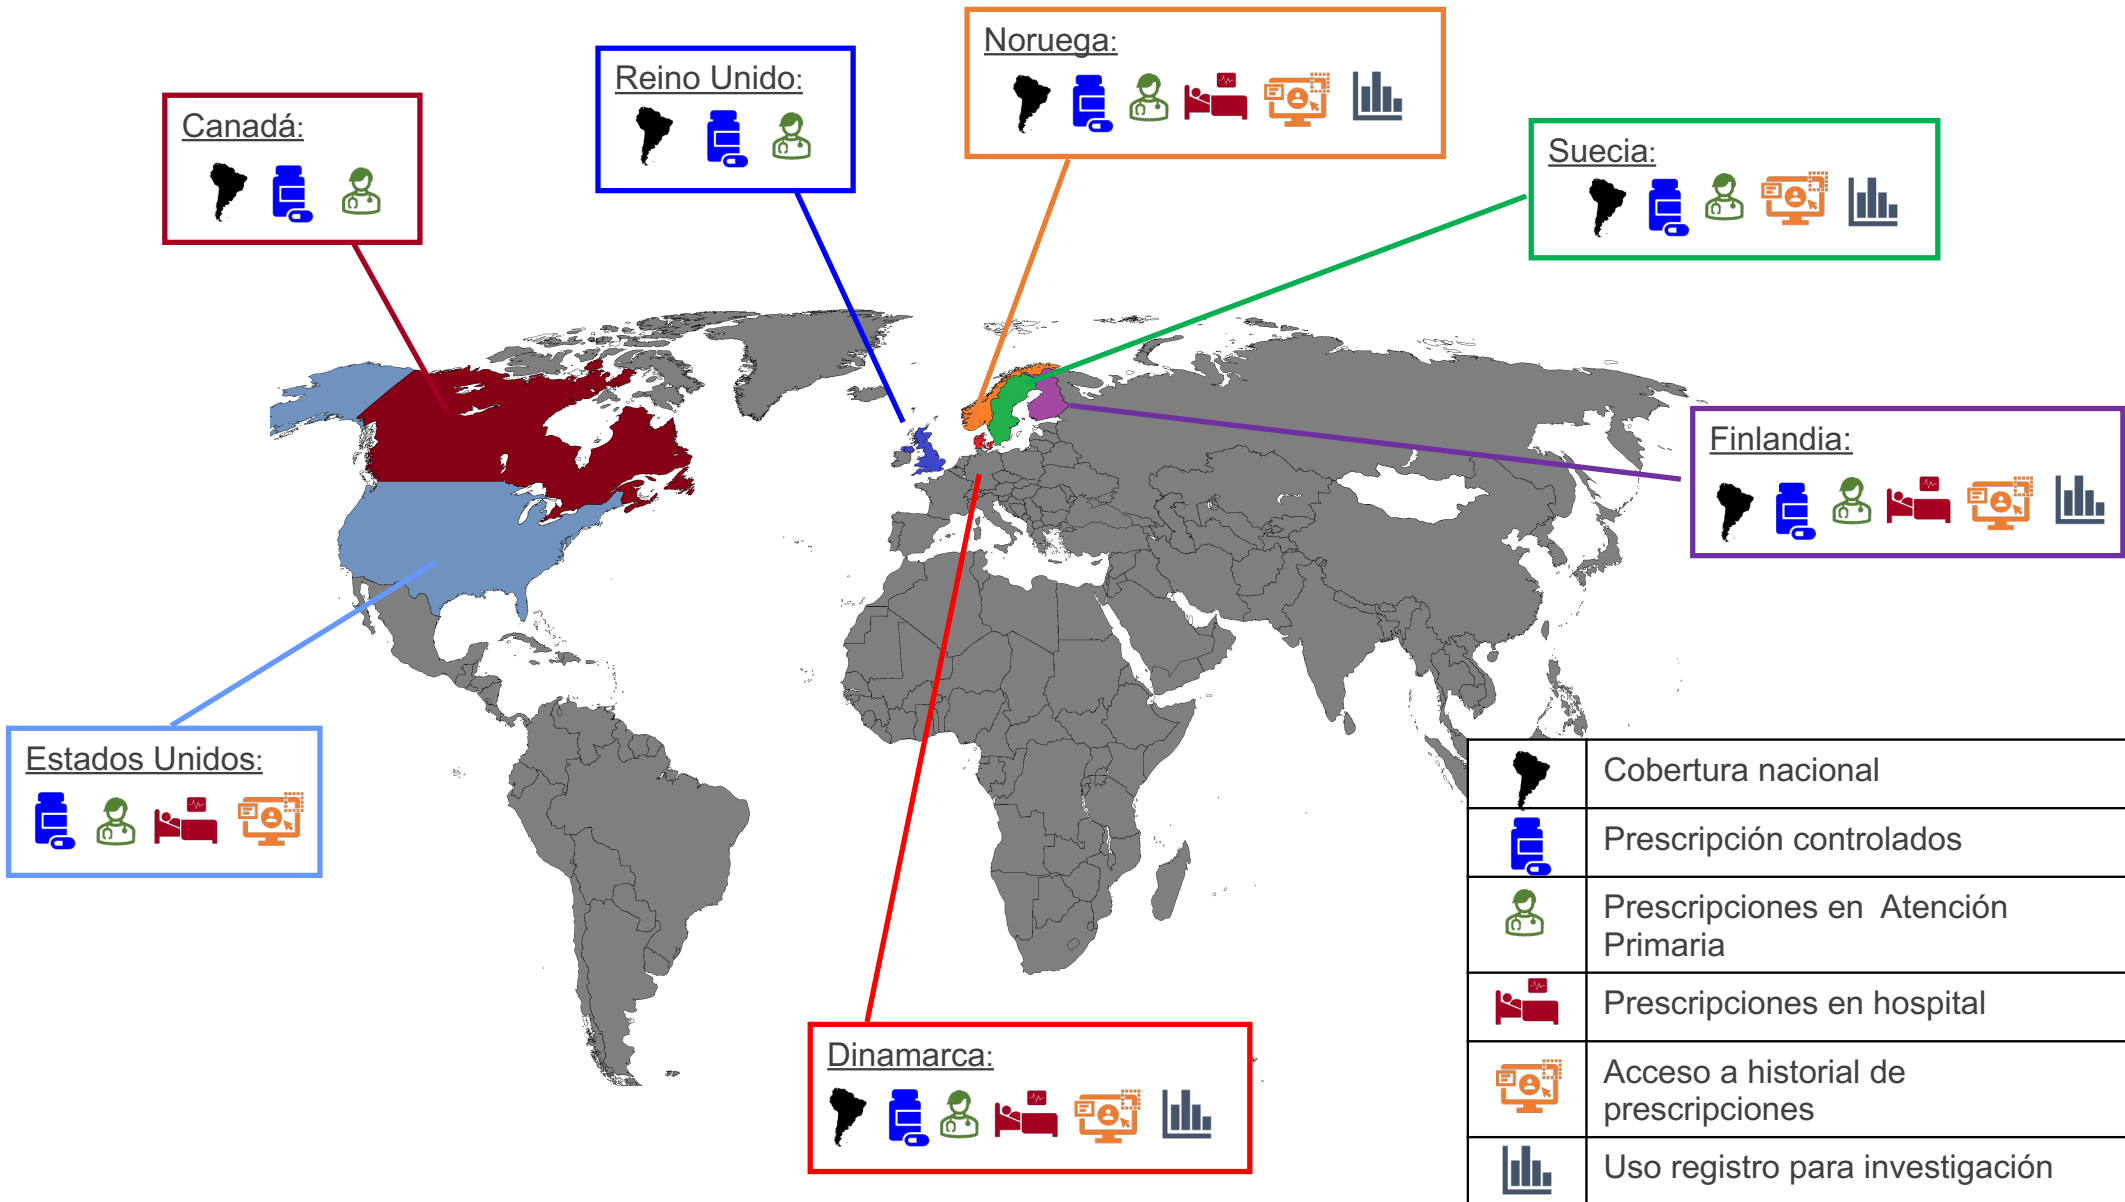 Noruega:
Reino Unido:
Canadá:
Suecia:
Finlandia:
Estados Unidos:
Dinamarca:
Cobertura nacional
Prescripción controlados
Prescripciones en  Atención
Primaria
Prescripciones en hospital
Acceso a historial de
prescripciones
Uso registro para investigación